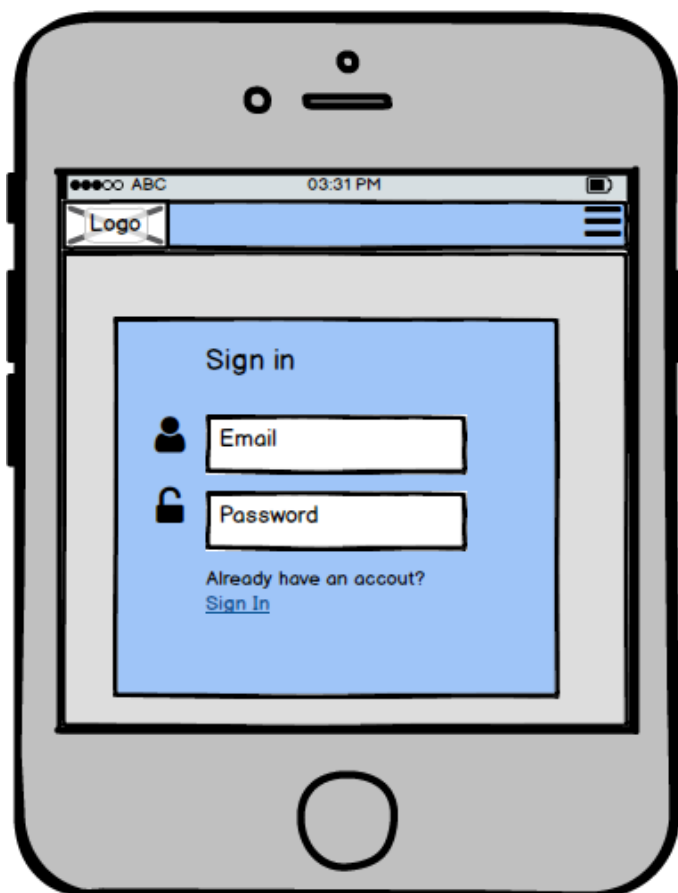 ABC 03:31 PM
Logo
Sign in
Email
Password
Already have an accout?
Sign In